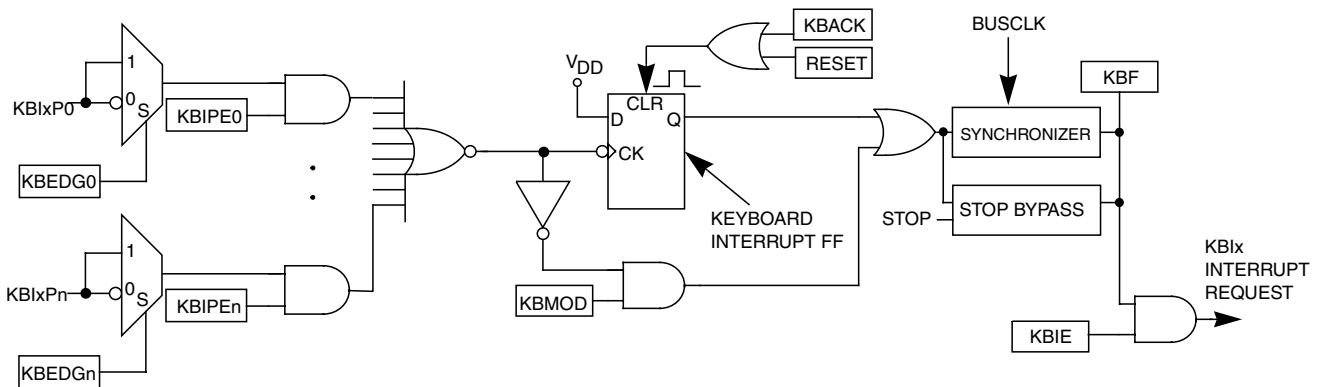 KBACK
RESET
BUSCLK
KBF
VDD
1
KBIxP0
0
S
KBIPE0
KBEDG0
CLR
D
Q
CK
SYNCHRONIZER
STOP BYPASS
STOP
KEYBOARD
INTERRUPT FF
1
KBIxPn
0
S
KBIPEn
KBEDGn
KBMOD
KBIx
INTERRUPT
REQUEST
KBIE